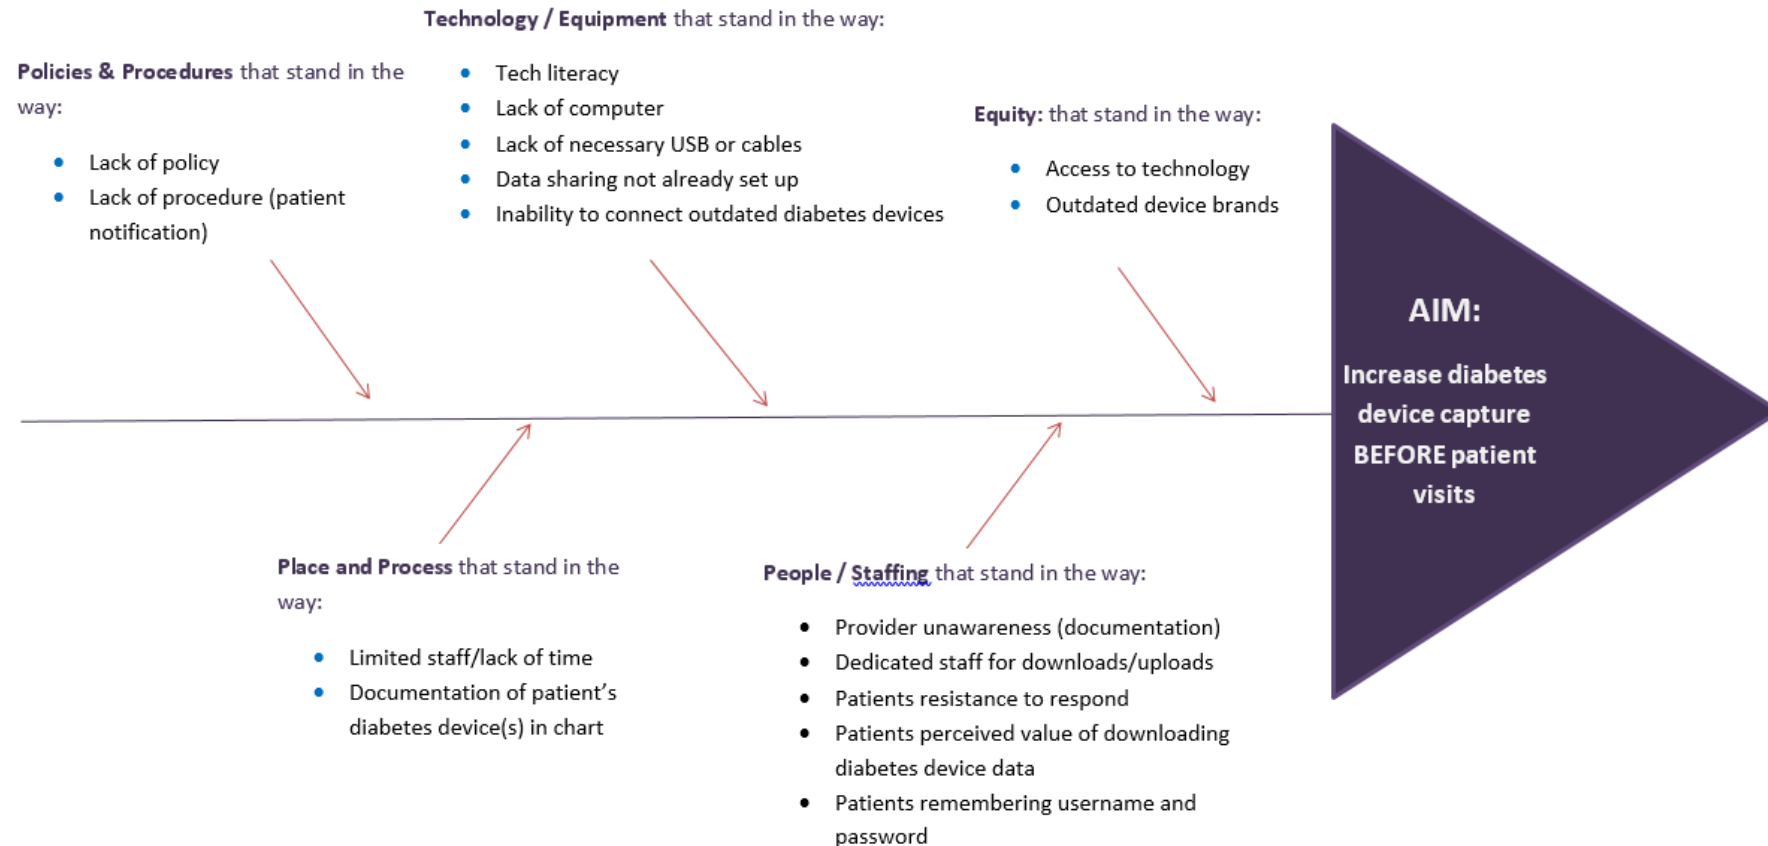 Technology / Equipment that stand in the way:
Tech literacy
Lack of computer
Lack of necessary USB or cables
Data sharing not already set up
Inability to connect outdated diabetes devices
Policies & Procedures that stand in the
way:
Lack of policy
Lack of procedure (patient
notification)
Equity: that stand in the way:
Access to technology
Outdated device brands
AIM:
Increase diabetes
device capture
BEFORE patient
visits
Place and Process that stand in the
way:
Limited staff/lack of time
Documentation of patient’s
diabetes device(s) in chart
People / Staffing that stand in the way:
Provider unawareness (documentation)
Dedicated staff for downloads/uploads
Patients resistance to respond
Patients perceived value of downloading
diabetes device data
Patients remembering username and
password